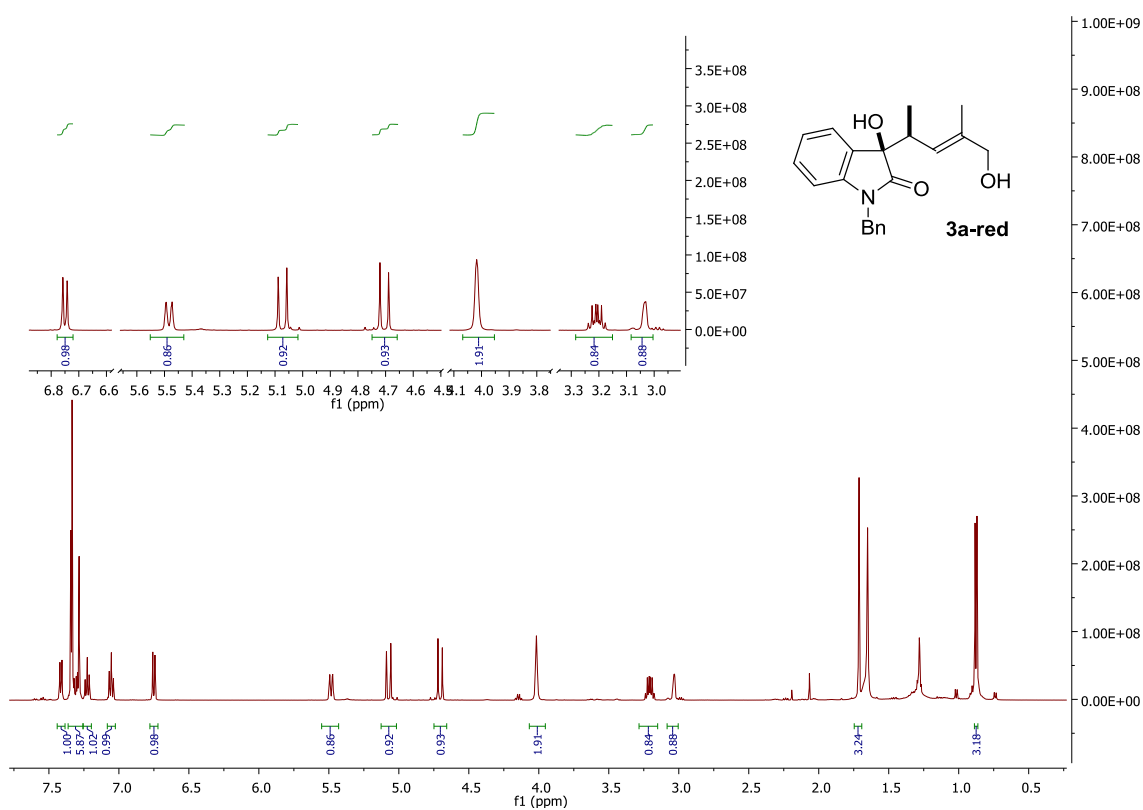 3.5E+08
3.0E+08
2.5E+08
2.0E+08
1.5E+08
1.0E+08
5.0E+07
0.0E+00
0.98
0.86
0.92
0.93
1.91
0.84
0.88
6.8 6.7 6.6 5.6 5.5 5.4 5.3 5.2 5.1 5.0 4.9 4.8 4.7 4.6 4.5 4.1 4.0 3.9 3.8 3.3 3.2 3.1 3.0
f1 (ppm)
HO
O
N
Bn
OH
3a-red
1.00E+09
9.00E+08
8.00E+08
7.00E+08
6.00E+08
5.00E+08
4.00E+08
3.00E+08
2.00E+08
1.00E+08
0.00E+00
1.00
5.87
1.02
0.99
0.98
0.86
0.92
0.93
1.91
0.84
0.88
3.24
3.18
7.5 7.0 6.5 6.0 5.5 5.0 4.5 4.0 3.5 3.0 2.5 2.0 1.5 1.0 0.5
f1 (ppm)